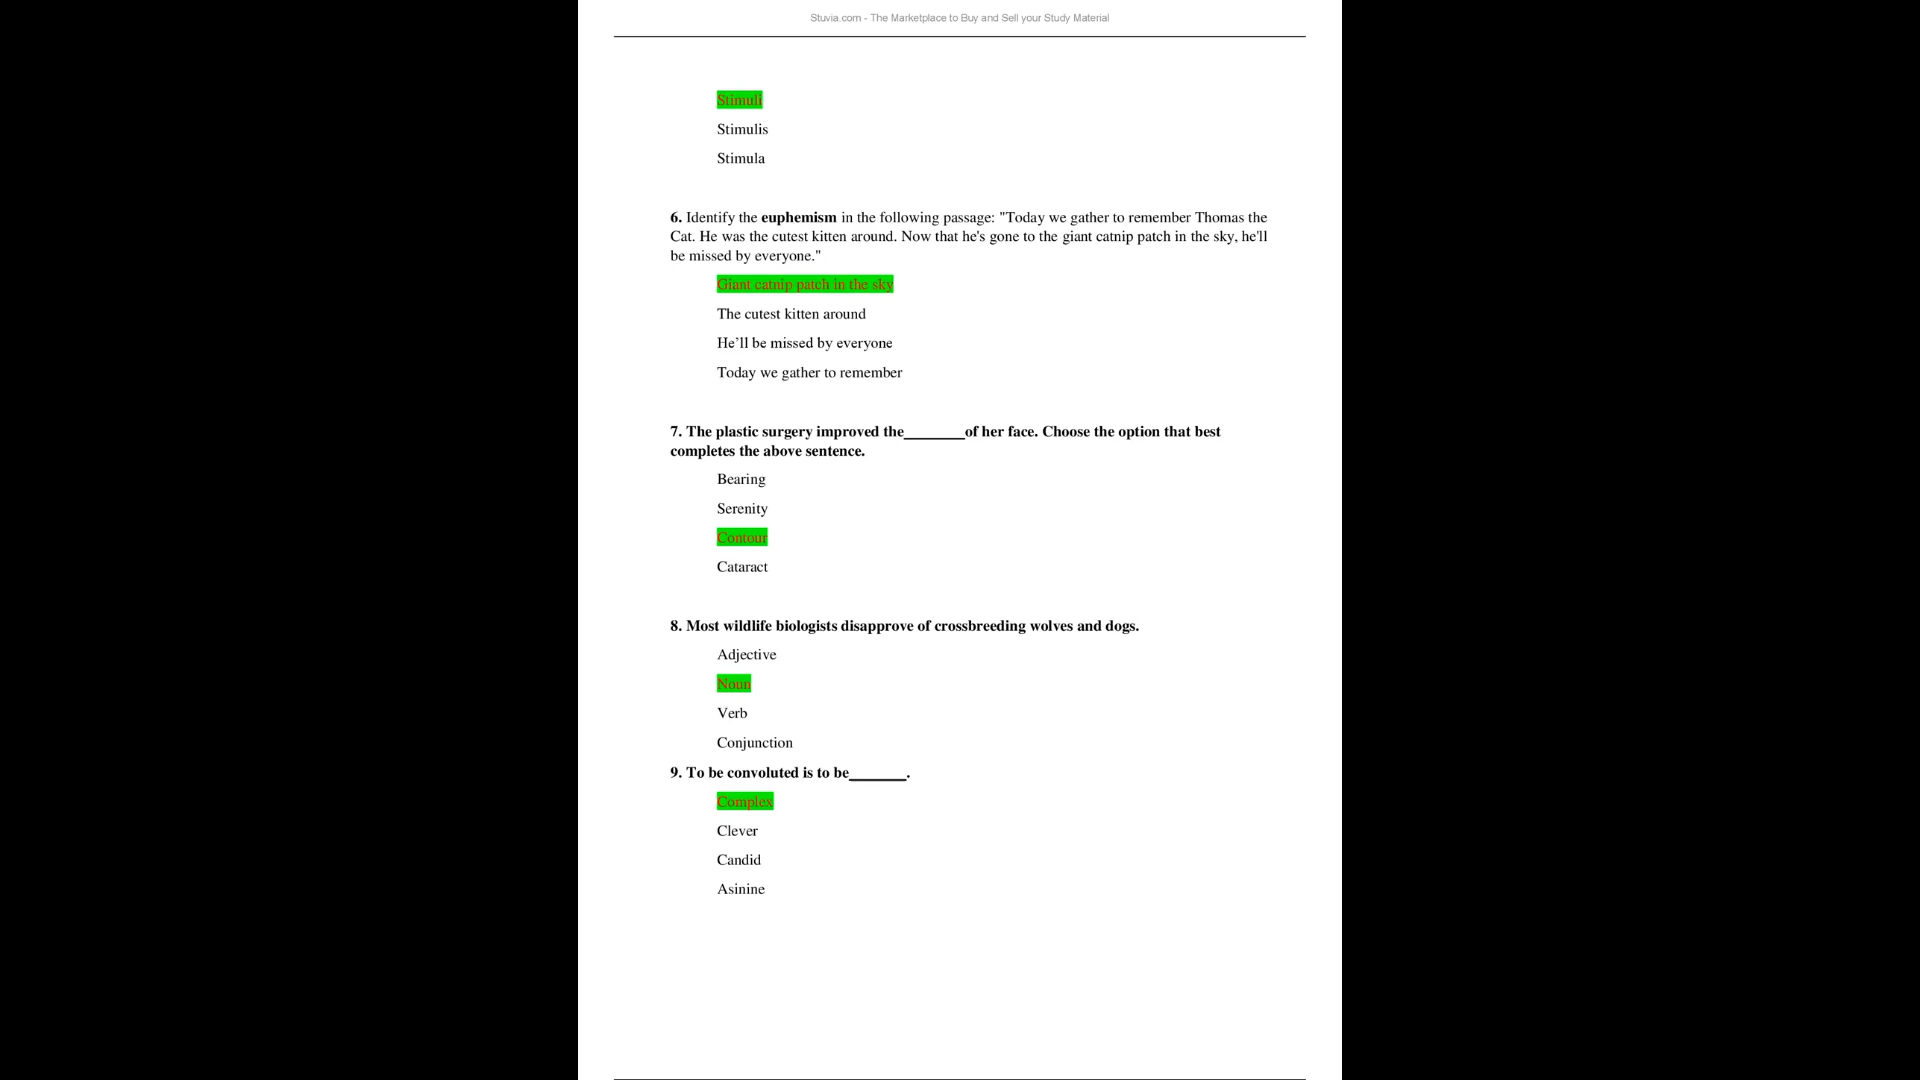 Stuvia.com - The Marketplace to Buy and Sell your Study Material
Stimuli
Stimulis
Stimula
6. Identify the euphemism in the following passage: "Today we gather to remember Thomas the
Cat. He was the cutest kitten around. Now that he's gone to the giant catnip patch in the sky, he'll
be missed by everyone."
Giant catnip patch in the sky
The cutest kitten around
He’ll be missed by everyone
Today we gather to remember
7. The plastic surgery improved the________of her face. Choose the option that best
completes the above sentence.
Bearing
Serenity
Contour
Cataract
8. Most wildlife biologists disapprove of crossbreeding wolves and dogs.
Adjective
Noun
Verb
Conjunction
9. To be convoluted is to be_______.
Complex
Clever
Candid
Asinine